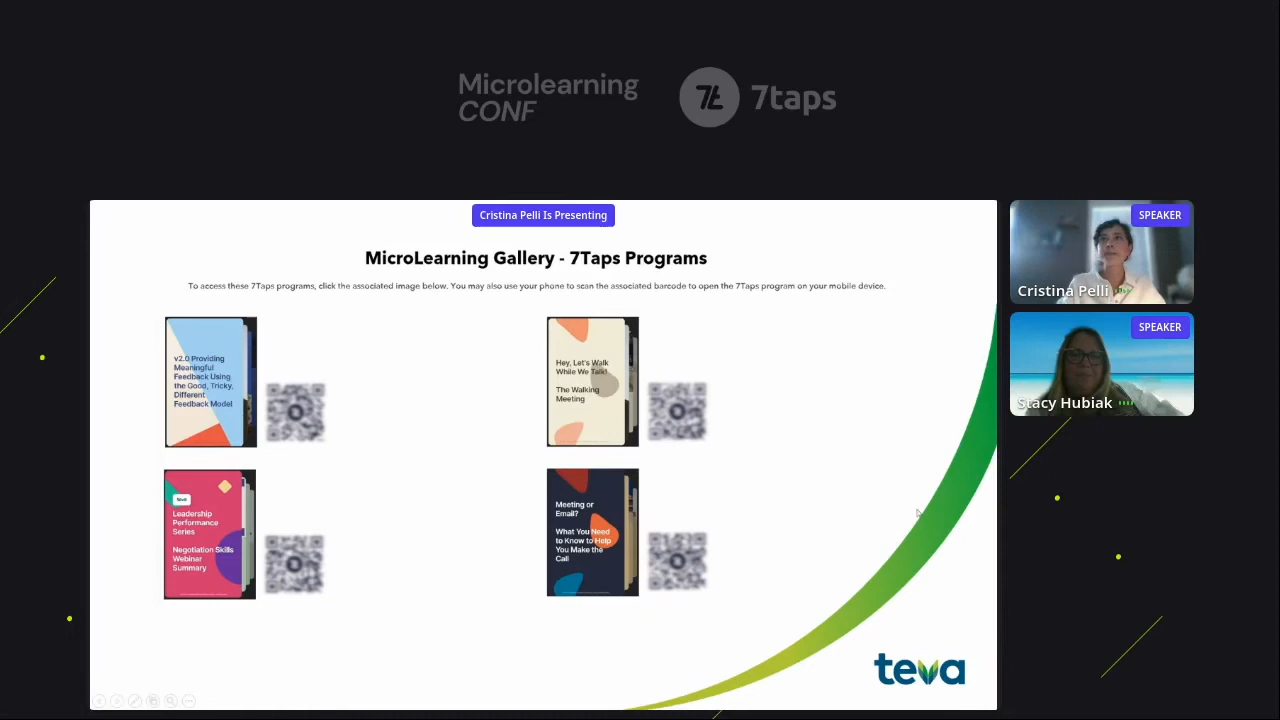 Microlearning
CONF
7taps
Cristina Pelli Is Presenting
MicroLearning Gallery - 7Taps Programs
To access these 7Taps programs, click the associated image below. You may also use your phone to scan the associated barcode to open the 7Taps program on your mobile device.
v2.0 Providing
Meaningful
Feedback Using
the Good, Tricky,
Different
Feedback Model
Hey, Let's Walk
While We Talk!
The Walking
Meeting
teva
Leadership
Performance
Series
Negotiation Skills
Webinar
Summary
Meeting or
Email?
What You Need
to Know to Help
You Make the
Call
teva
SPEAKER
Cristina Pelli
SPEAKER
Stacy Hubiak